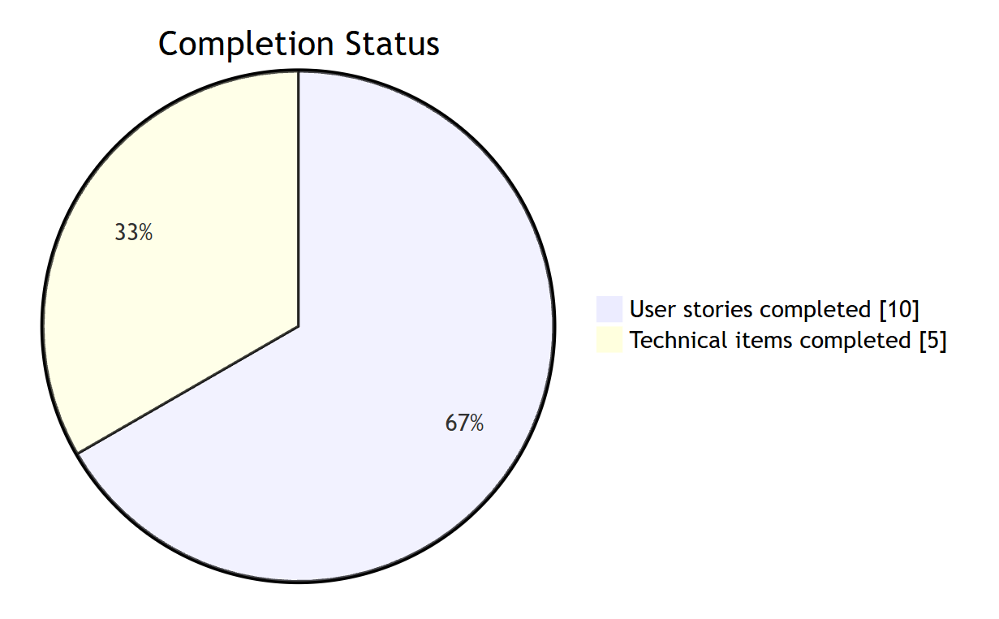 Completion Status
33%
67%
User stories completed [10]
Technical items completed [5]